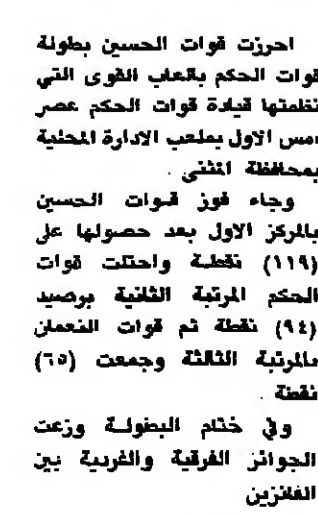 احرزت قوات الحسين بطولة
قوات الحكم بالعاب القوى التي
نظمتها قيادة قوات الحكم عصر
امس الاول بملعب الادارة المحلية
بمحافظة المثنى .
وجاء فوز قوات الحسين
بالمركز الاول بعد حصولها على
(١١٩) نقطة واحتلت قوات
الحكم المرتبة الثانية برصيد
(٩٤) نقطة ثم قوات النعمان
بالمرتبة الثالثة وجمعت (٦٥)
نقطة .
وفي ختام البطولة وزعت
الجوائز الفرقية والفردية بين
الفائزين